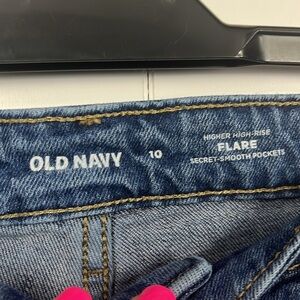 OLD NAVY
10
HIGHER HIGH-RISE
FLARE
SECRET-SMOOTH POCKETS